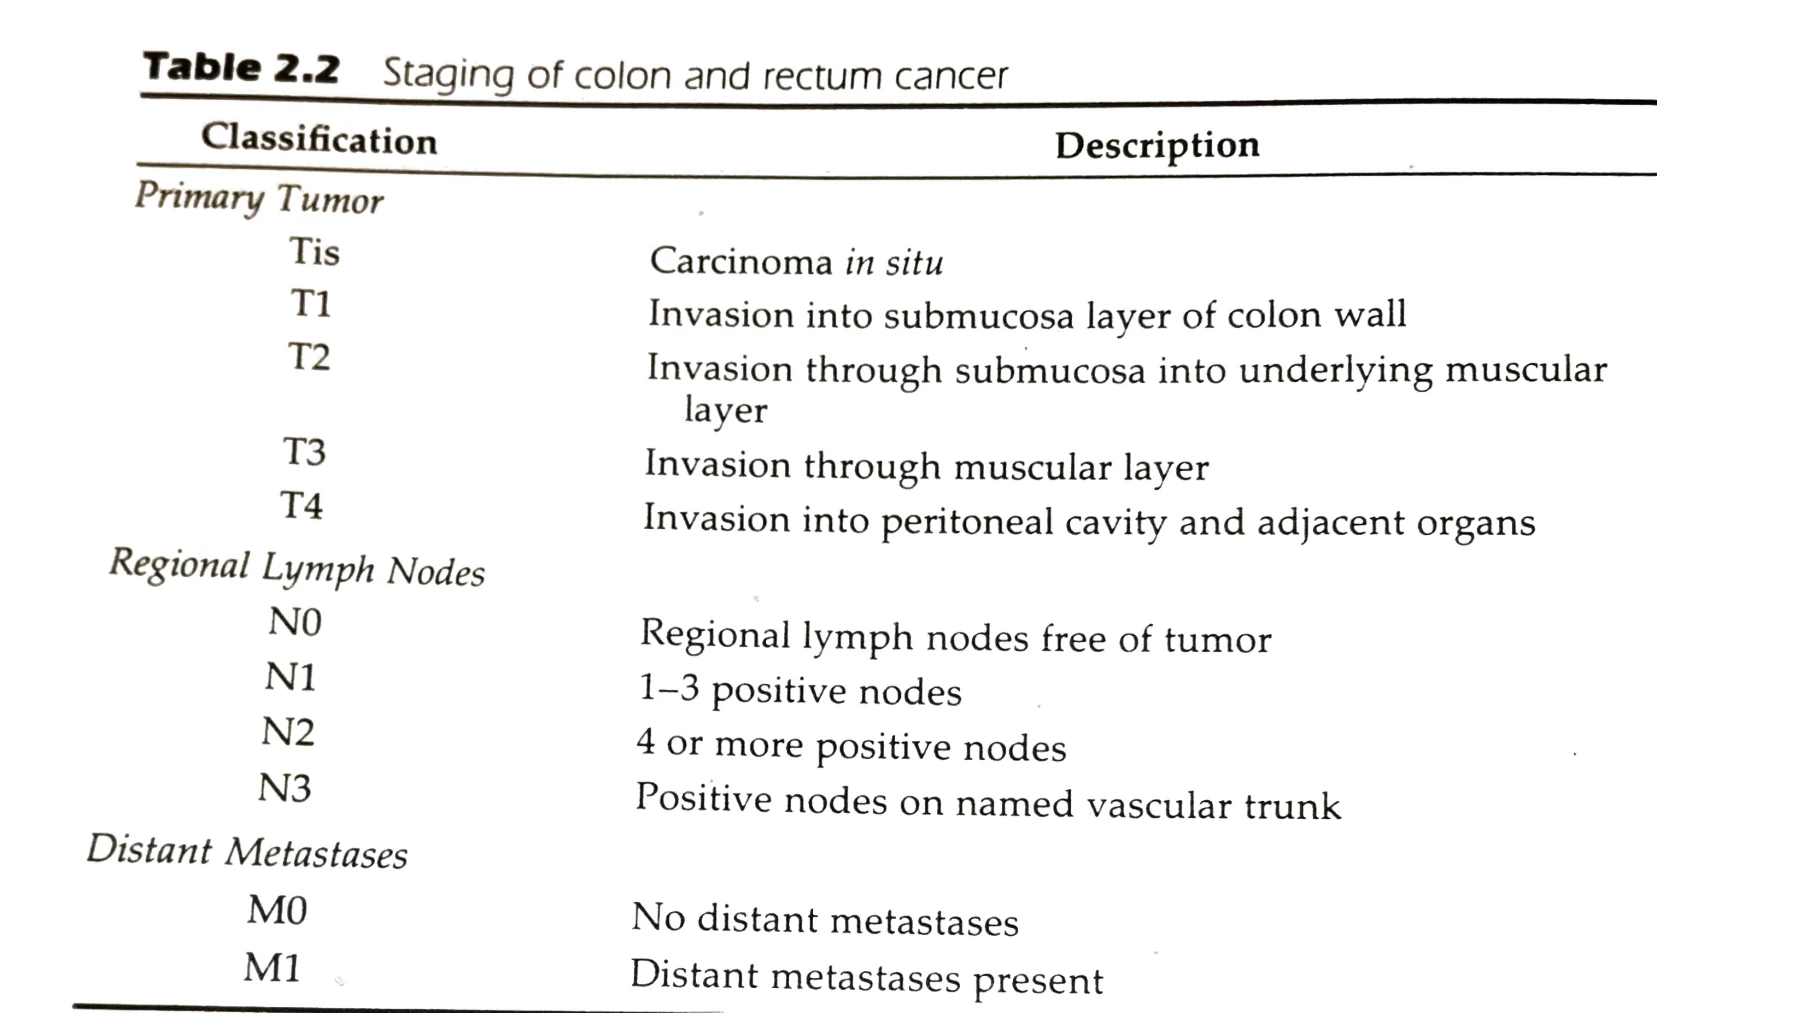 Table 2.2 Staging of colon and rectum cancer
Classification Description
Primary Tumor
Tis Carcinoma in situ
T1 Invasion into submucosa layer of colon wall
T2 Invasion through submucosa into underlying muscular
layer
T3 Invasion through muscular layer
T4 Invasion into peritoneal cavity and adjacent organs
Regional Lymph Nodes
N0 Regional lymph nodes free of tumor
N1 1–3 positive nodes
N2 4 or more positive nodes
N3 Positive nodes on named vascular trunk
Distant Metastases
M0 No distant metastases
M1 Distant metastases present